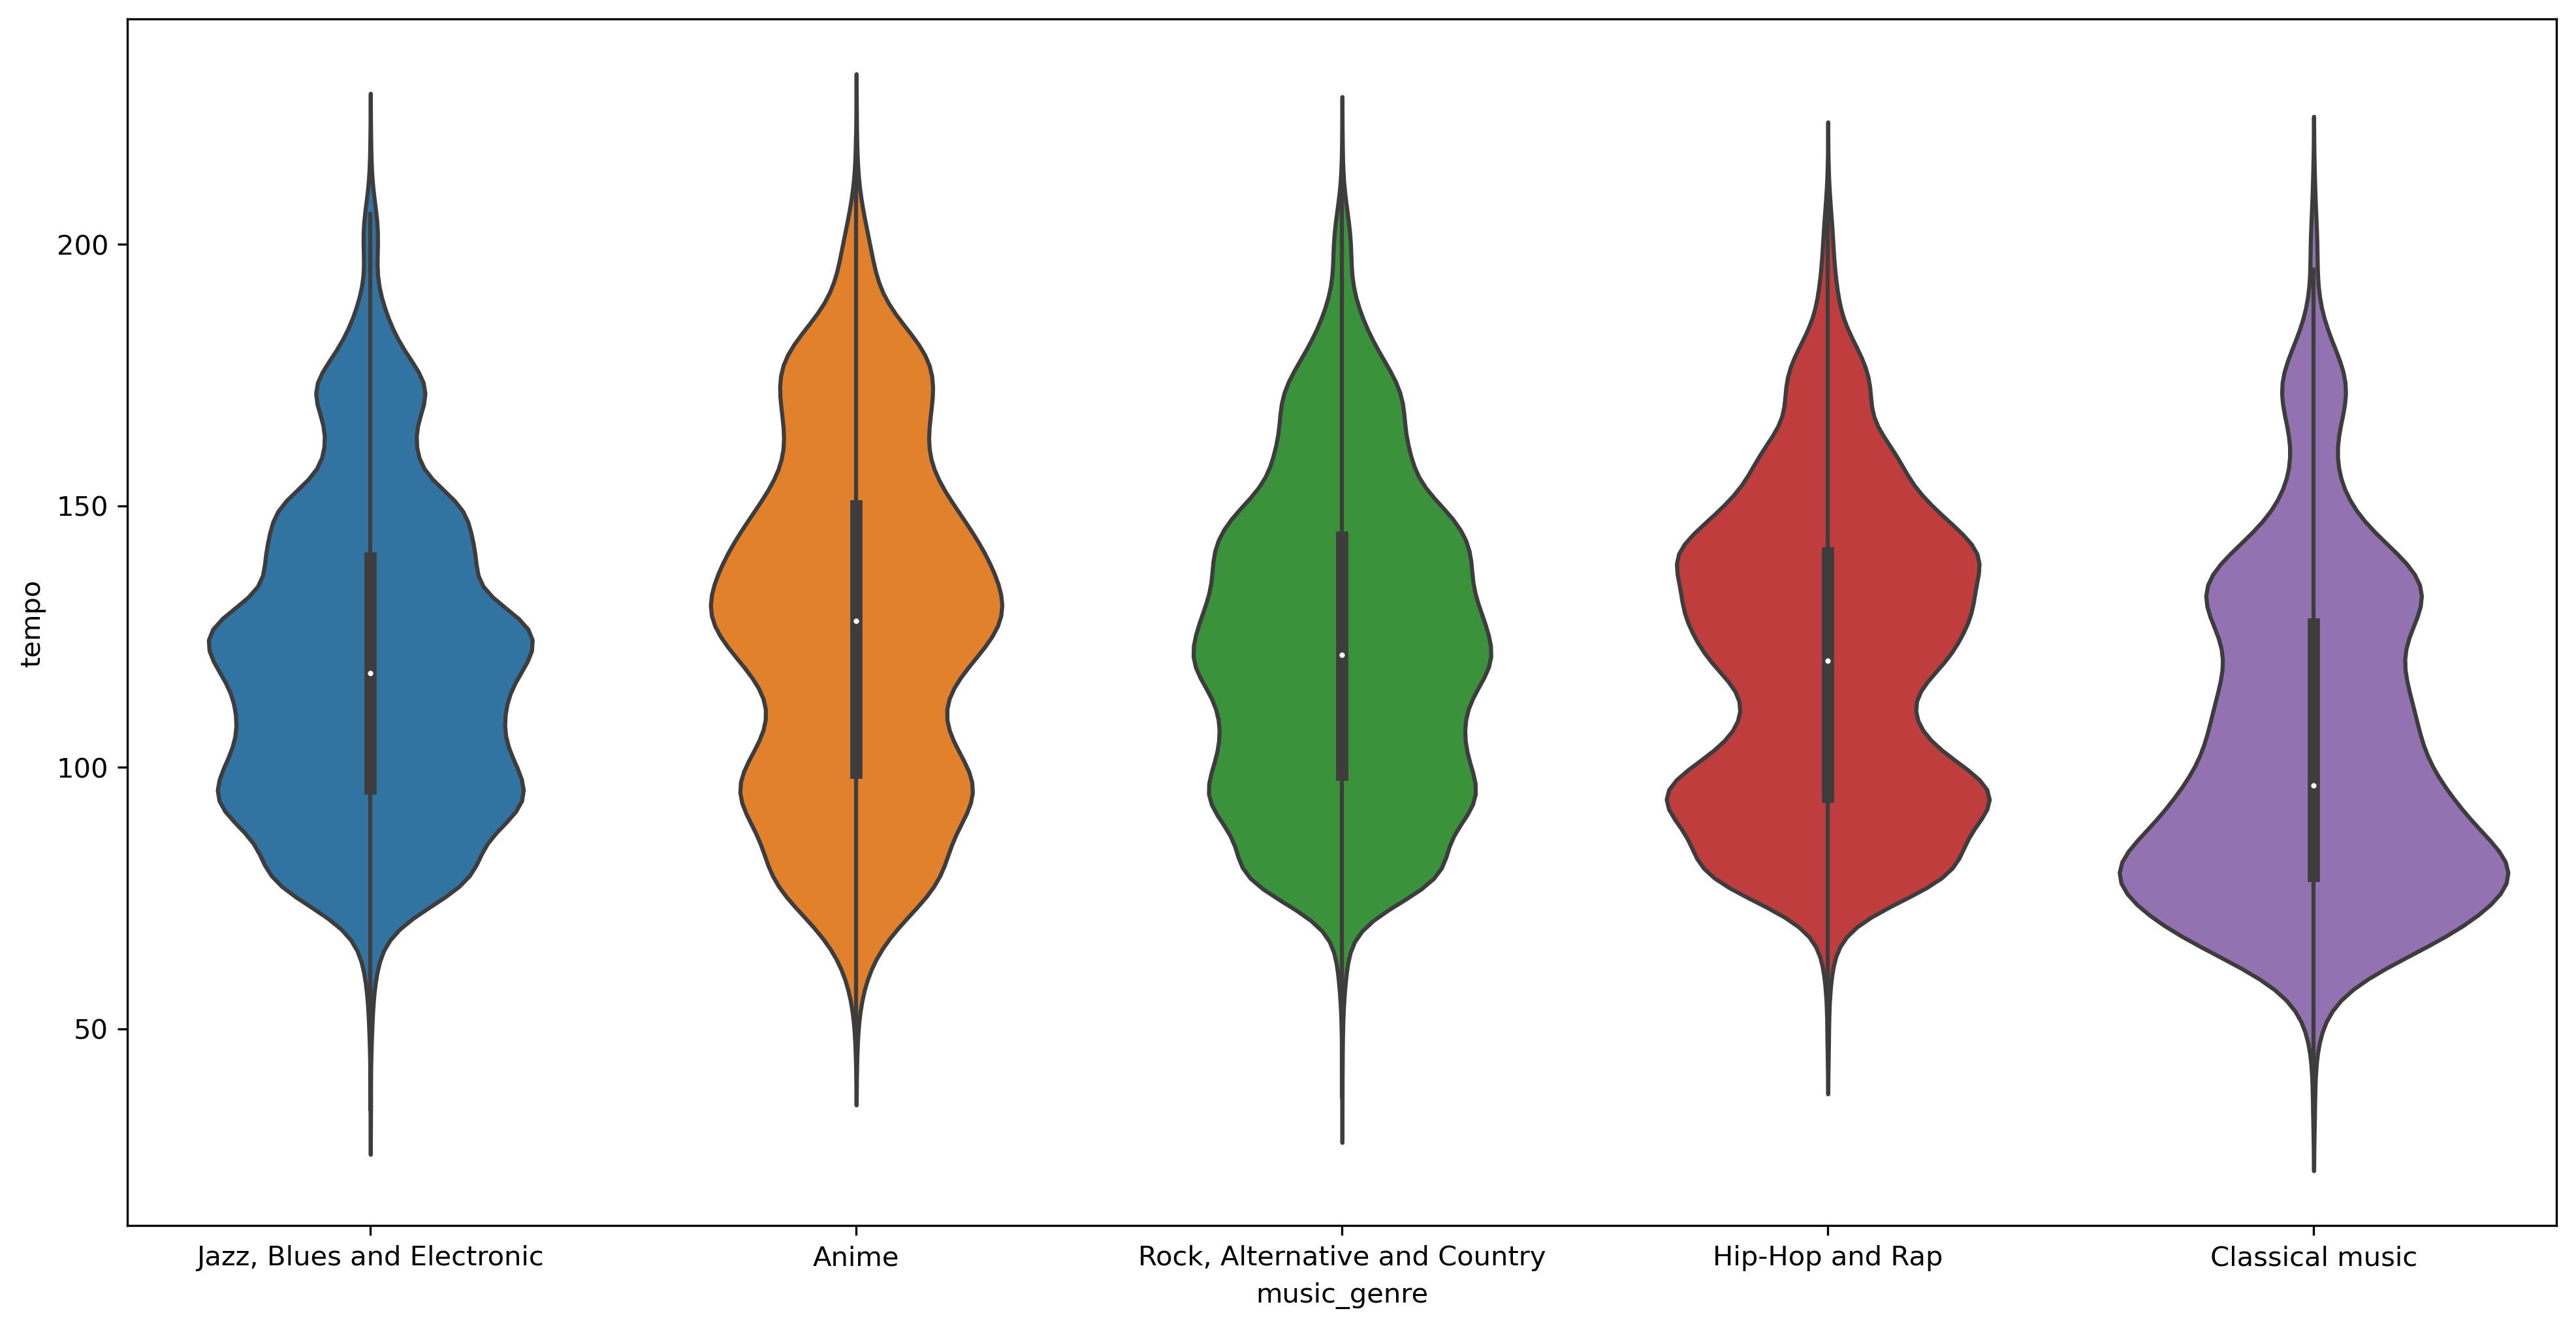 200
150
100
50
tempo
Jazz, Blues and Electronic
Anime
Rock, Alternative and Country
Hip-Hop and Rap
Classical music
music_genre